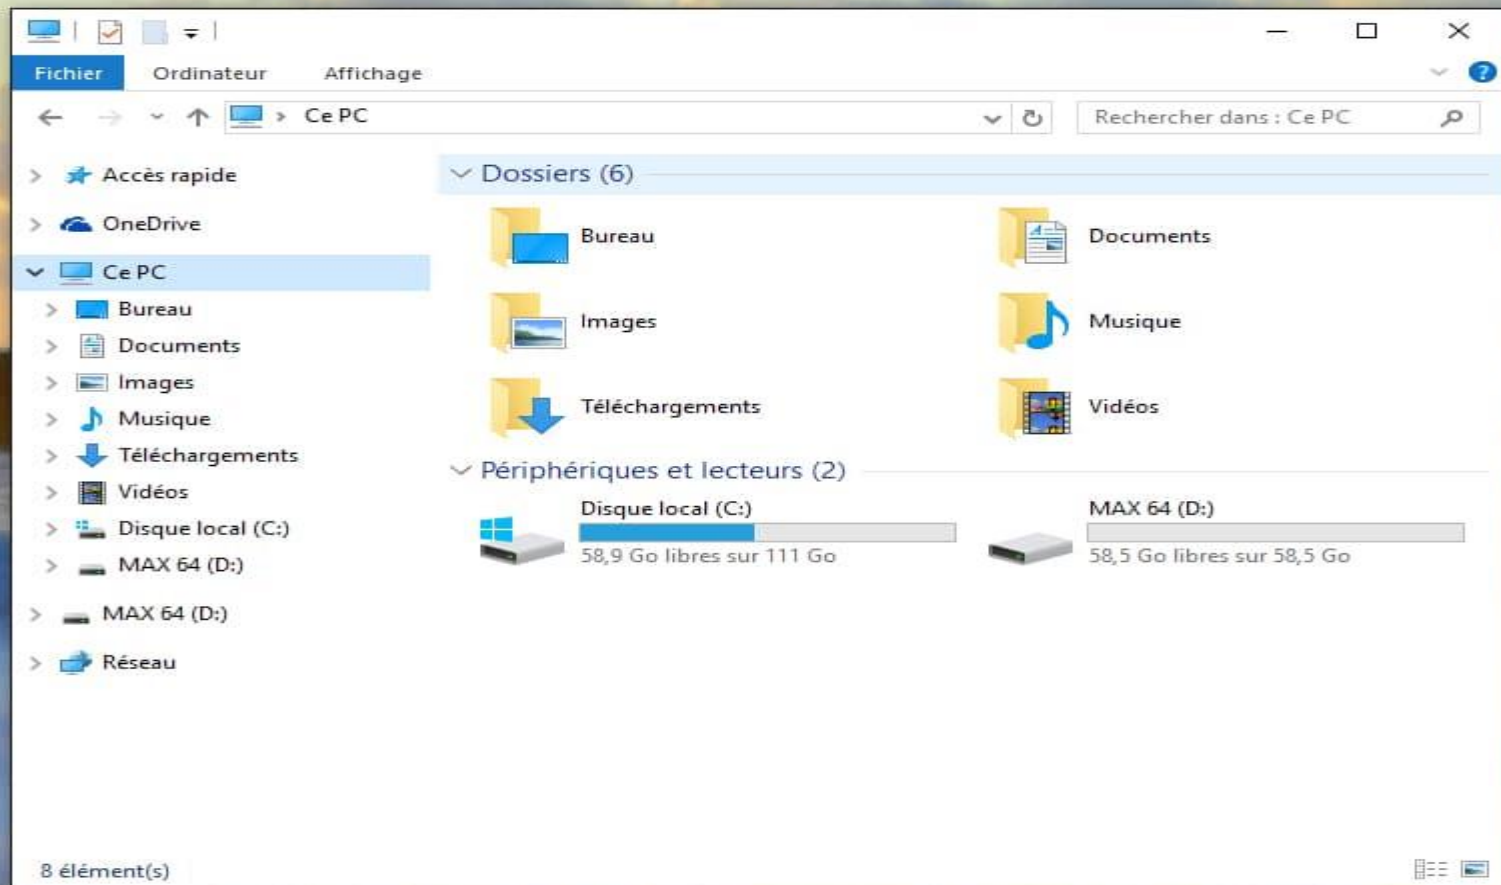 Fichier Ordinateur Affichage
Ce PC
Rechercher dans : Ce PC
Accès rapide
OneDrive
Ce PC
Bureau
Documents
Images
Musique
Téléchargements
Vidéos
Disque local (C:)
MAX 64 (D:)
MAX 64 (D:)
Réseau
Dossiers (6)
Bureau
Documents
Images
Musique
Téléchargements
Vidéos
Périphériques et lecteurs (2)
Disque local (C:)
58,9 Go libres sur 111 Go
MAX 64 (D:)
58,5 Go libres sur 58,5 Go
8 élément(s)